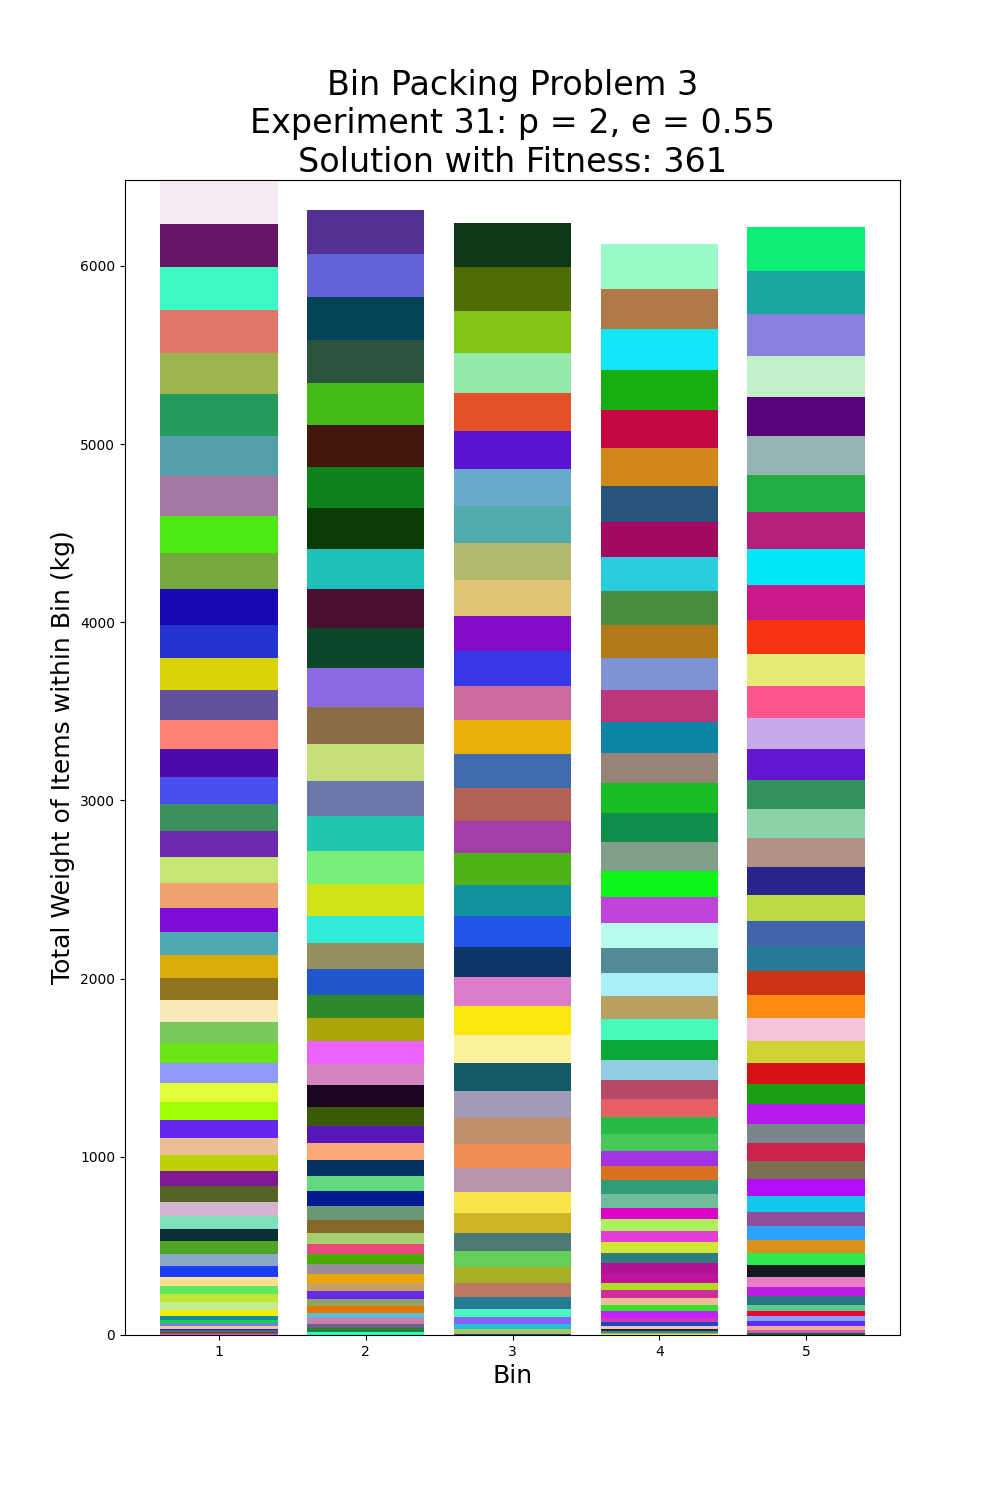 Bin Packing Problem 3
Experiment 31: p = 2, e = 0.55
Solution with Fitness: 361
Total Weight of Items within Bin (kg)
6000
5000
4000
3000
2000
1000
0
1 2 3 4 5
Bin